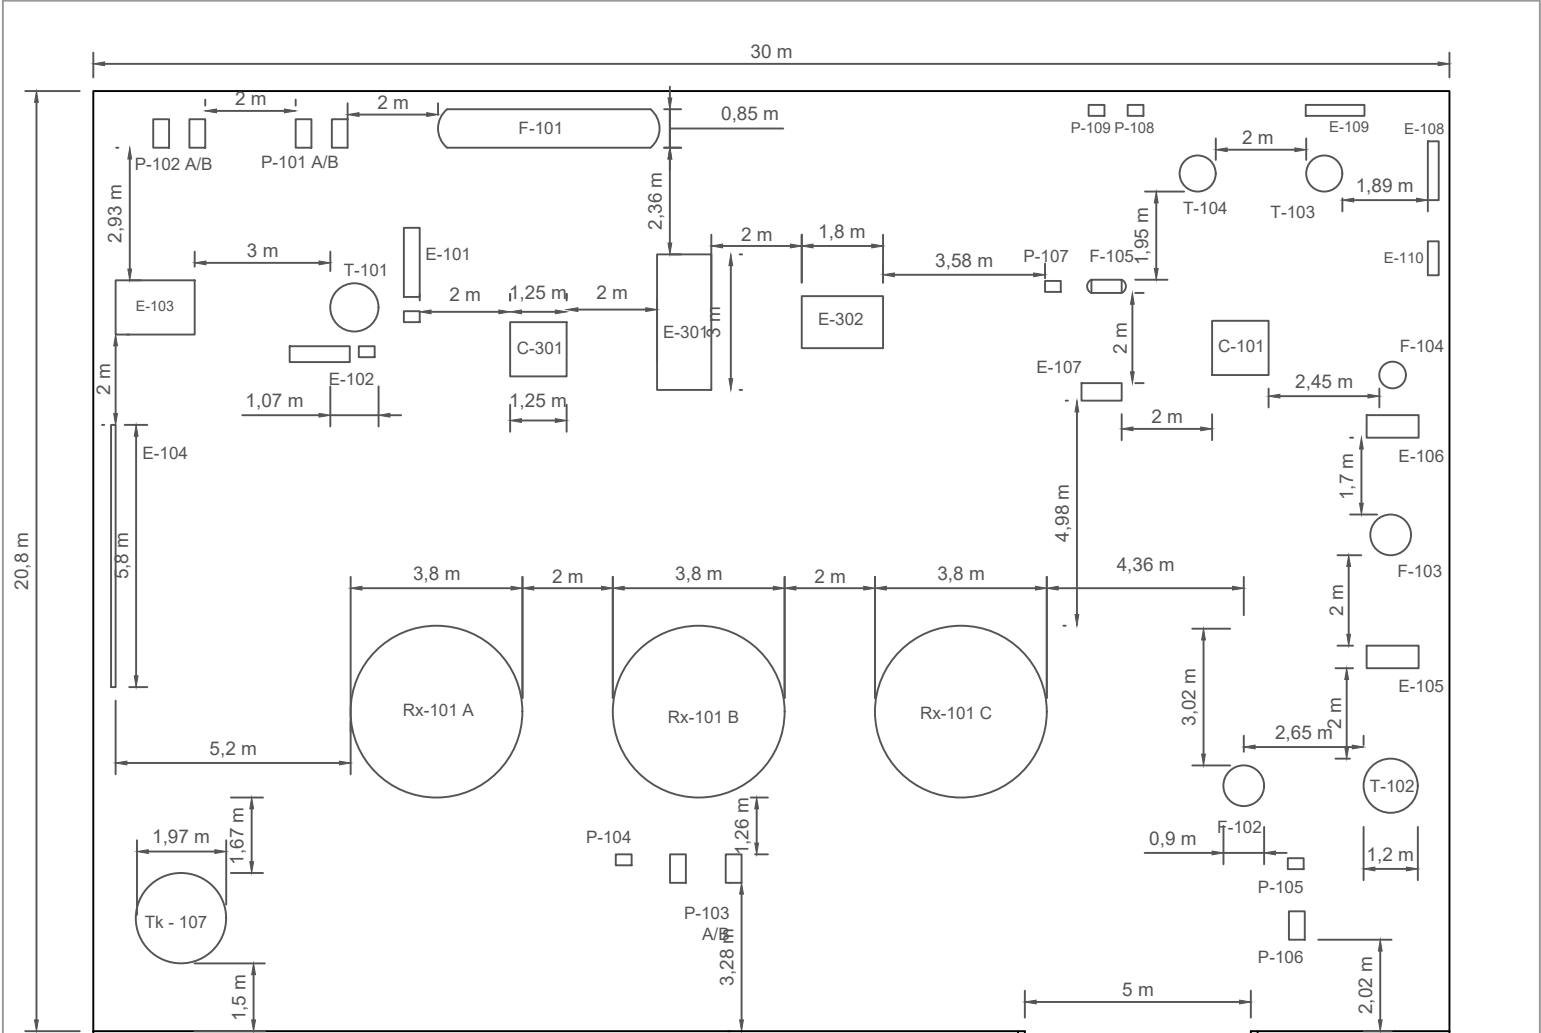 30 m
2 m
2 m
F-101
0,85 m
P-109 P-108
E-109
E-108
P-102 A/B
P-101 A/B
2 m
1,89 m
T-104
T-103
2,93 m
2,36 m
1,95 m
3 m
E-101
T-101
2 m
1,8 m
3,58 m
P-107
F-105
E-110
E-103
2 m
1,25 m
2 m
E-301
3 m
E-302
C-301
2 m
C-101
F-104
E-102
2 m
E-107
2,45 m
1,07 m
1,25 m
2 m
E-104
E-106
1,7 m
4,98 m
20,8 m
5,8 m
3,8 m
2 m
3,8 m
2 m
3,8 m
4,36 m
F-103
2 m
E-105
Rx-101 A
Rx-101 B
Rx-101 C
3,02 m
2 m
2,65 m
5,2 m
T-102
F-102
1,97 m
1,67 m
P-104
1,26 m
0,9 m
1,2 m
P-105
Tk - 107
P-103
A/B
3,28 m
P-106
1,5 m
5 m
2,02 m